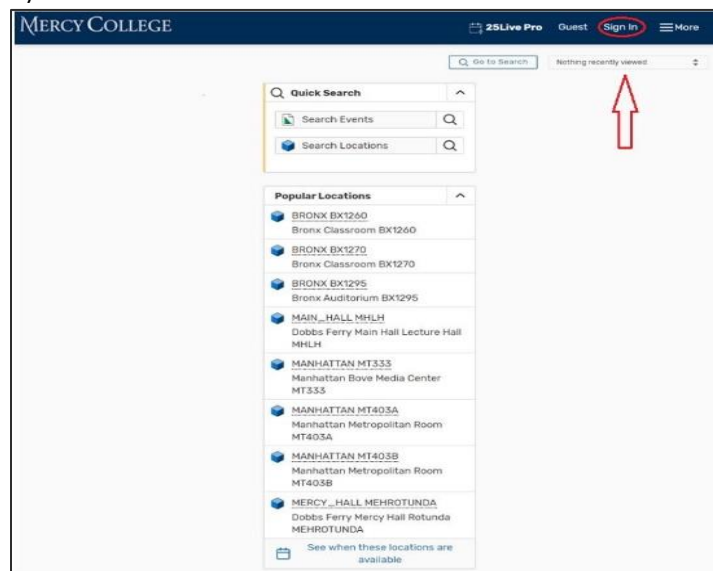 MERCY COLLEGE
25Live Pro Guest Sign In More
Go to Search Nothing recently viewed
Quick Search
Search Events
Search Locations
Popular Locations
BRONX BX1260
Bronx Classroom BX1260
BRONX BX1270
Bronx Classroom BX1270
BRONX BX1295
Bronx Auditorium BX1295
MAIN_HALL MHLH
Dobbs Ferry Main Hall Lecture Hall
MHLH
MANHATTAN MT333
Manhattan Bove Media Center
MT333
MANHATTAN MT403A
Manhattan Metropolitan Room
MT403A
MANHATTAN MT403B
Manhattan Metropolitan Room
MT403B
MERCY_HALL MEHROTUNDA
Dobbs Ferry Mercy Hall Rotunda
MEHROTUNDA
See when these locations are
available